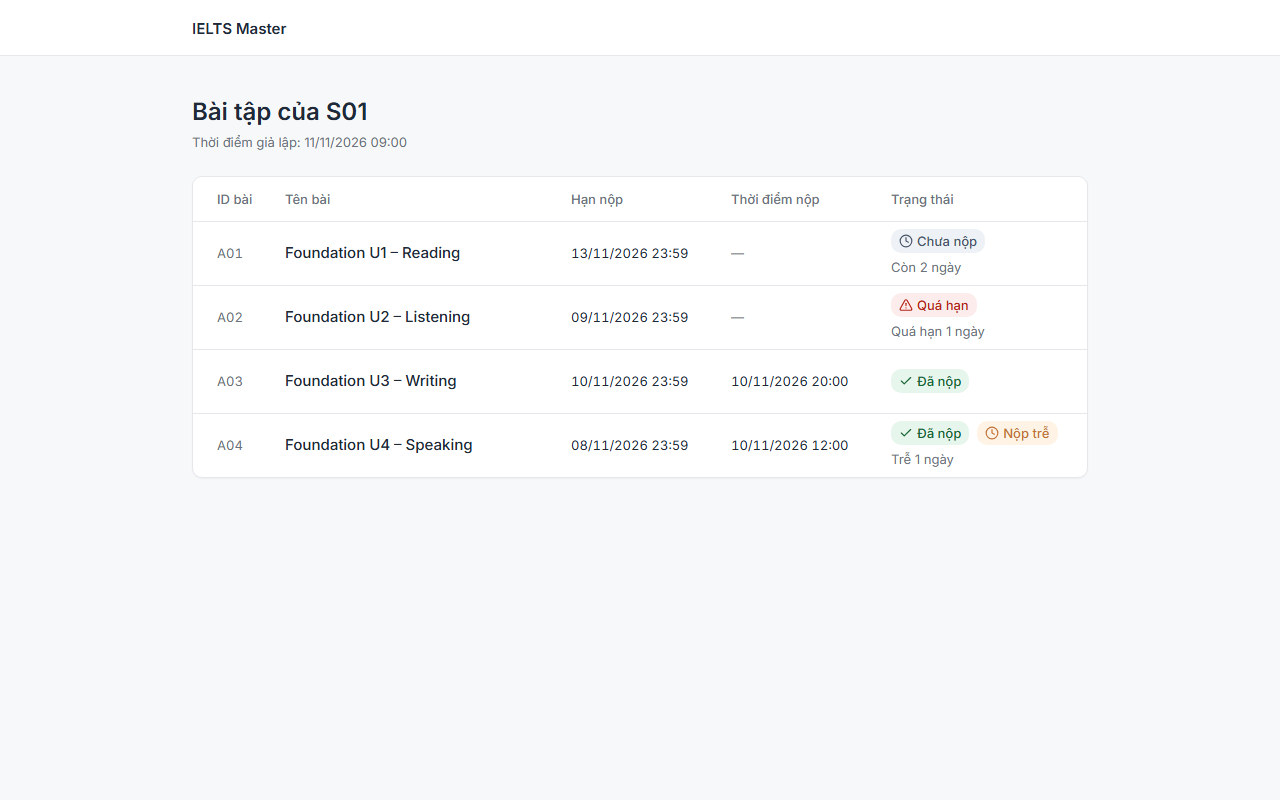 IELTS Master
Bài tập của S01
Thời điểm giả lập: 11/11/2026 09:00
ID bài Tên bài Hạn nộp Thời điểm nộp Trạng thái
A01 Foundation U1 – Reading 13/11/2026 23:59 — Chưa nộp
Còn 2 ngày
A02 Foundation U2 – Listening 09/11/2026 23:59 — Quá hạn
Quá hạn 1 ngày
A03 Foundation U3 – Writing 10/11/2026 23:59 10/11/2026 20:00 Đã nộp
A04 Foundation U4 – Speaking 08/11/2026 23:59 10/11/2026 12:00 Đã nộp Nộp trễ
Trễ 1 ngày